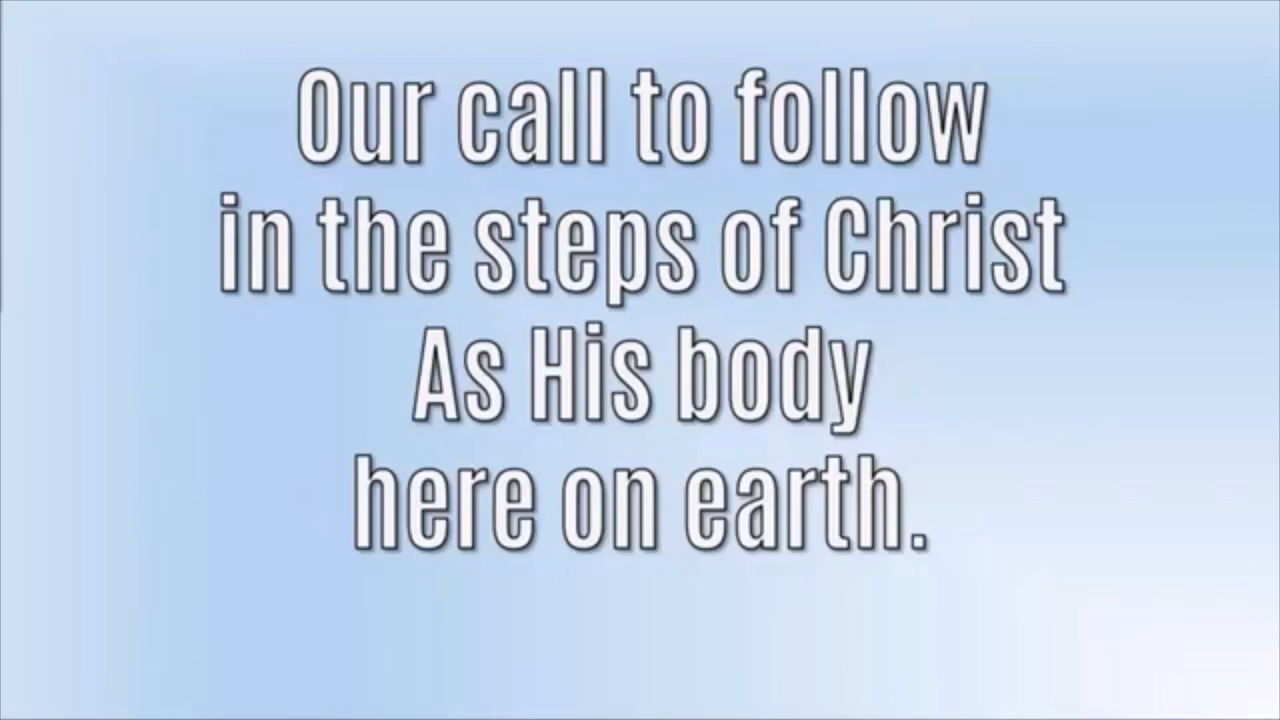 Our call to follow
in the steps of Christ
As His body
here on earth.